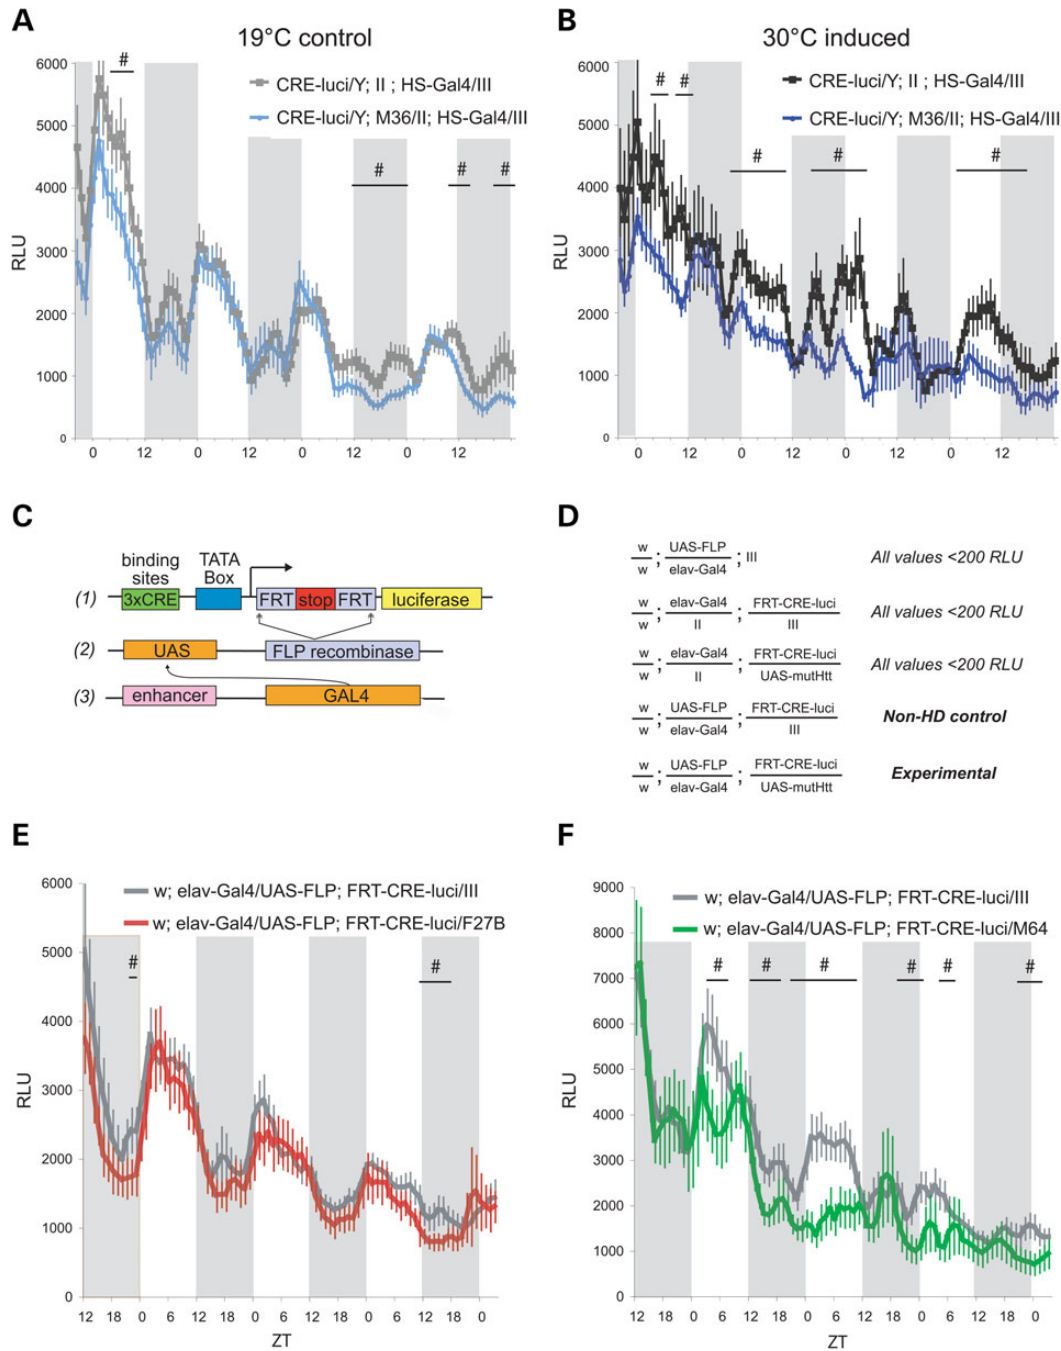 A
19°C control
6000
5000
4000
3000
2000
1000
0
RLU
#
CRE-luci/Y; II ; HS-Gal4/III
CRE-luci/Y; M36/II; HS-Gal4/III
# # #
0 12 0 12 0 12 0 12
B
30°C induced
6000
5000
4000
3000
2000
1000
0
RLU
# #
CRE-luci/Y; II ; HS-Gal4/III
CRE-luci/Y; M36/II; HS-Gal4/III
# # #
0 12 0 12 0 12 0 12
C
binding sites
TATA Box
(1) 3xCRE FRT stop FRT luciferase
(2) UAS FLP recombinase
(3) enhancer GAL4
D
w/w ; UAS-FLP/elav-Gal4 ; III All values <200 RLU
w/w ; elav-Gal4/II ; FRT-CRE-luci/III All values <200 RLU
w/w ; elav-Gal4/II ; FRT-CRE-luci/UAS-mutHtt All values <200 RLU
w/w ; UAS-FLP/elav-Gal4 ; FRT-CRE-luci/III Non-HD control
w/w ; UAS-FLP/elav-Gal4 ; FRT-CRE-luci/UAS-mutHtt Experimental
E
6000
5000
4000
3000
2000
1000
0
RLU
w; elav-Gal4/UAS-FLP; FRT-CRE-luci/III
w; elav-Gal4/UAS-FLP; FRT-CRE-luci/F27B
# #
12 18 0 6 12 18 0 6 12 18 0 6 12 18 0
ZT
F
9000
8000
7000
6000
5000
4000
3000
2000
1000
0
RLU
w; elav-Gal4/UAS-FLP; FRT-CRE-luci/III
w; elav-Gal4/UAS-FLP; FRT-CRE-luci/M64
# # # # # #
12 18 0 6 12 18 0 6 12 18 0 6 12 18 0
ZT